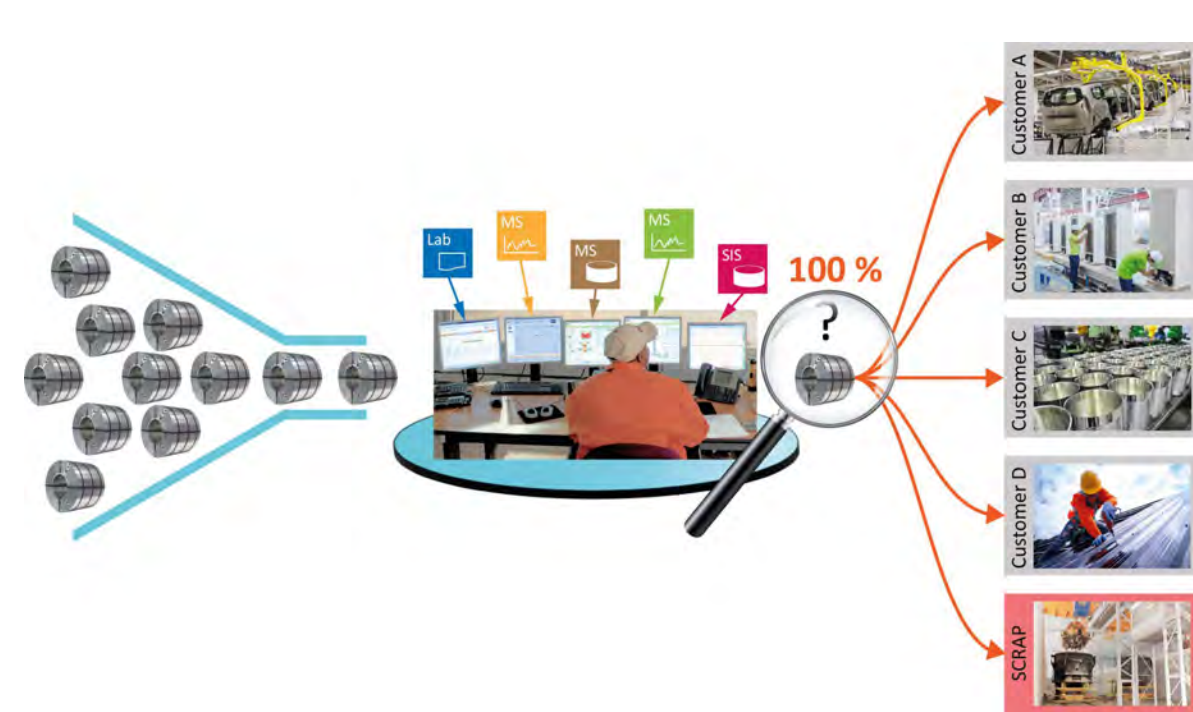 Lab
MS
MS
MS
SIS
100 %
?
Customer A
Customer B
Customer C
Customer D
SCRAP